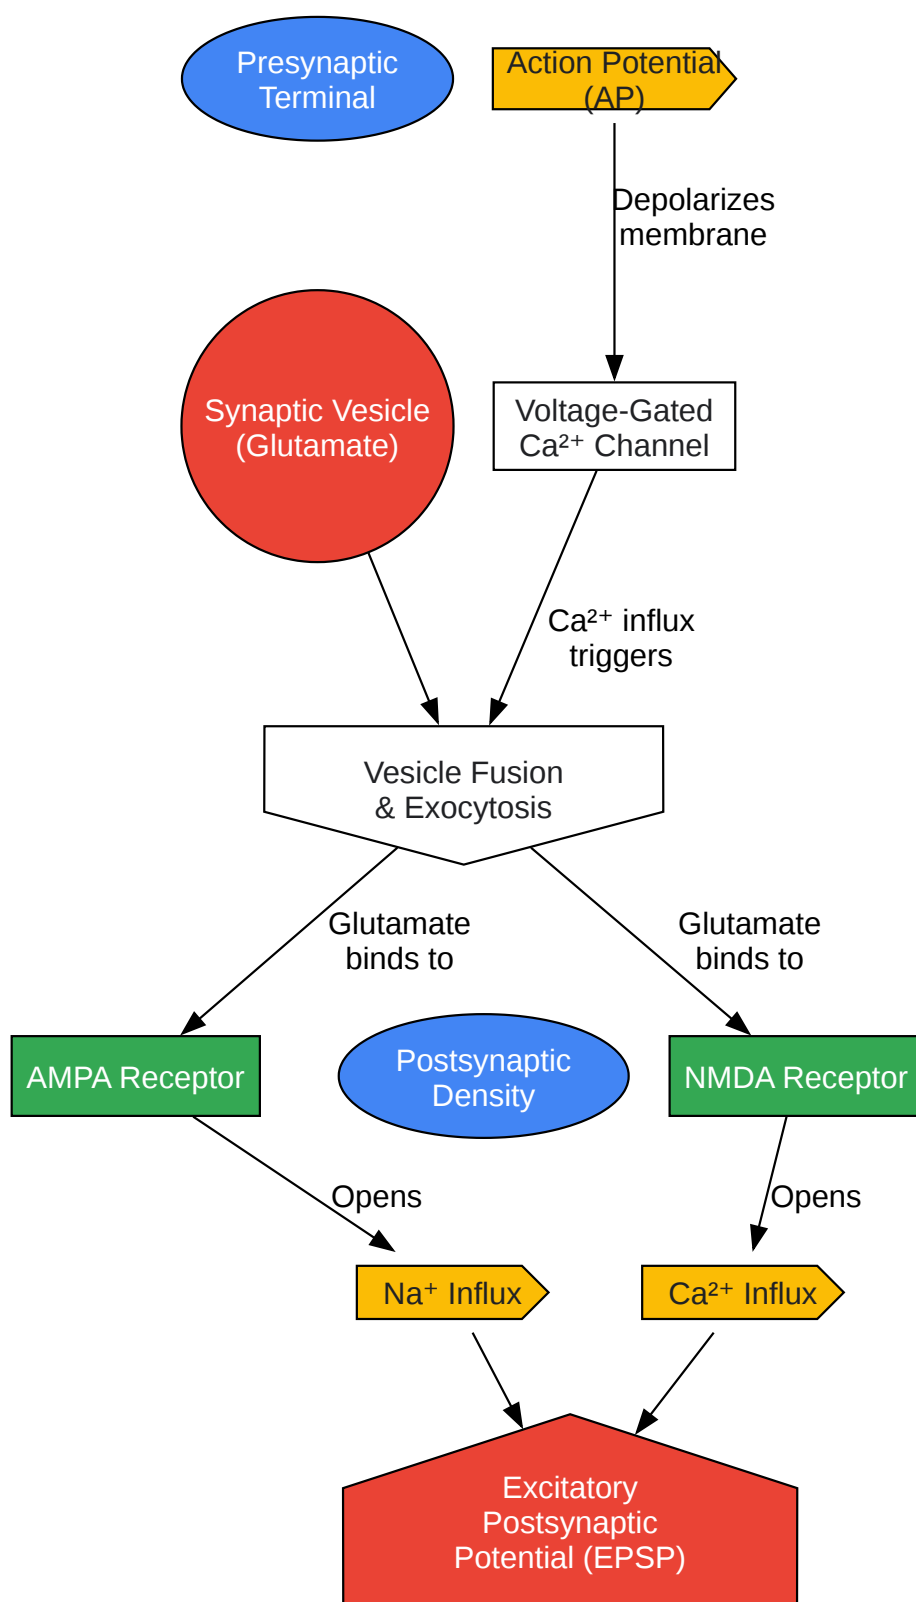 Presynaptic
Terminal
Action Potential
(AP)
Depolarizes
membrane
Synaptic Vesicle
(Glutamate)
Voltage-Gated
Ca²⁺ Channel
Ca²⁺ influx
triggers
Vesicle Fusion
& Exocytosis
Glutamate
binds to
Glutamate
binds to
AMPA Receptor
Postsynaptic
Density
NMDA Receptor
Opens
Opens
Na⁺ Influx
Ca²⁺ Influx
Excitatory
Postsynaptic
Potential (EPSP)